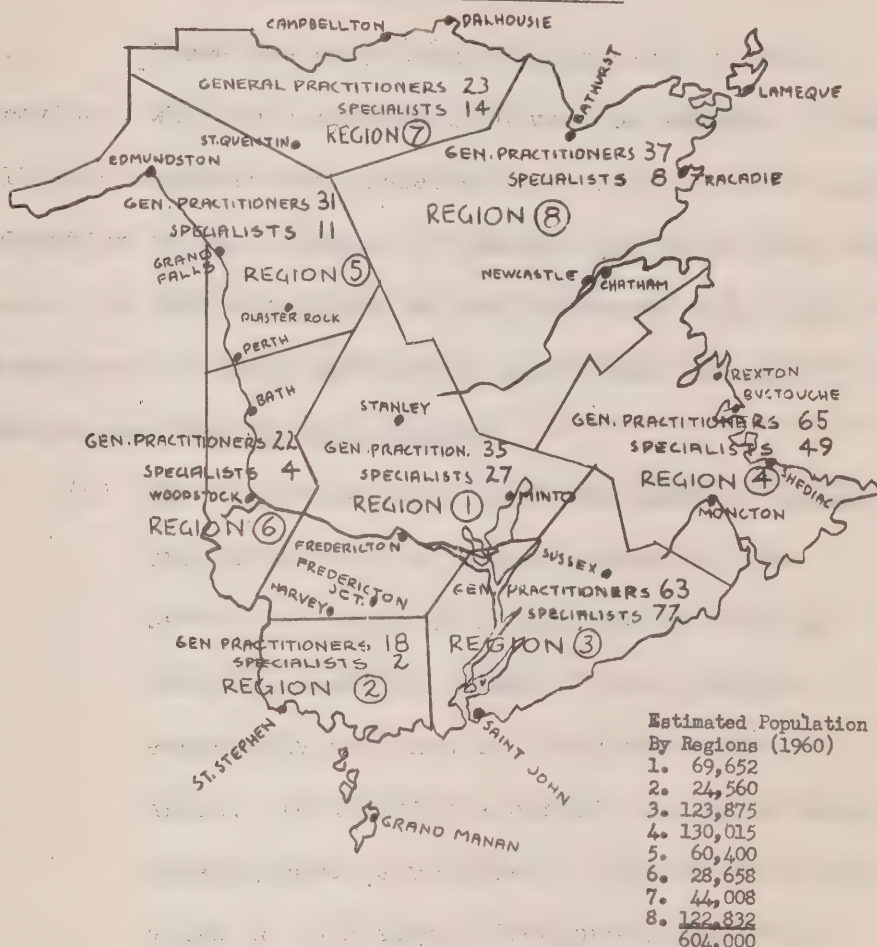 CAMPBELLTON
DALHOUSIE
BATHURST
LAMEQUE
GENERAL PRACTITIONERS 23
SPECIALISTS 14
REGION 7
ST. QUENTIN
EDMUNDSTON
GEN. PRACTITIONERS 37
SPECIALISTS 8
TRACADIE
REGION 8
GEN. PRACTITIONERS 31
SPECIALISTS 11
GRAND
FALLS
REGION 5
NEWCASTLE
CHATHAM
PLASTER ROCK
PERTH
BATH
STANLEY
REXTON
BUCTOUCHE
GEN. PRACTITIONERS 65
SPECIALISTS 49
REGION 4
SHEDIAC
MONCTON
GEN. PRACTITIONERS 22
SPECIALISTS 4
WOODSTOCK
REGION 6
GEN. PRACTITION. 35
SPECIALISTS 27
REGION 1
MINTO
FREDERICTON
FREDERICTON
JCT.
HARVEY
SUSSEX
GEN PRACTITIONERS 63
SPECIALISTS 77
REGION 3
GEN PRACTITIONERS 18
SPECIALISTS 2
REGION 2
ST. STEPHEN
SAINT JOHN
GRAND MANAN
Estimated Population
By Regions (1960)
1. 69,652
2. 24,560
3. 123,875
4. 130,015
5. 60,400
6. 28,658
7. 44,008
8. 122,832
604,000